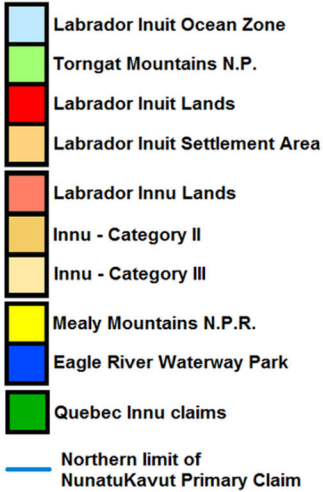 Labrador Inuit Ocean Zone
Torngat Mountains N.P.
Labrador Inuit Lands
Labrador Inuit Settlement Area
Labrador Innu Lands
Innu - Category II
Innu - Category III
Mealy Mountains N.P.R.
Eagle River Waterway Park
Quebec Innu claims
Northern limit of
NunatuKavut Primary Claim